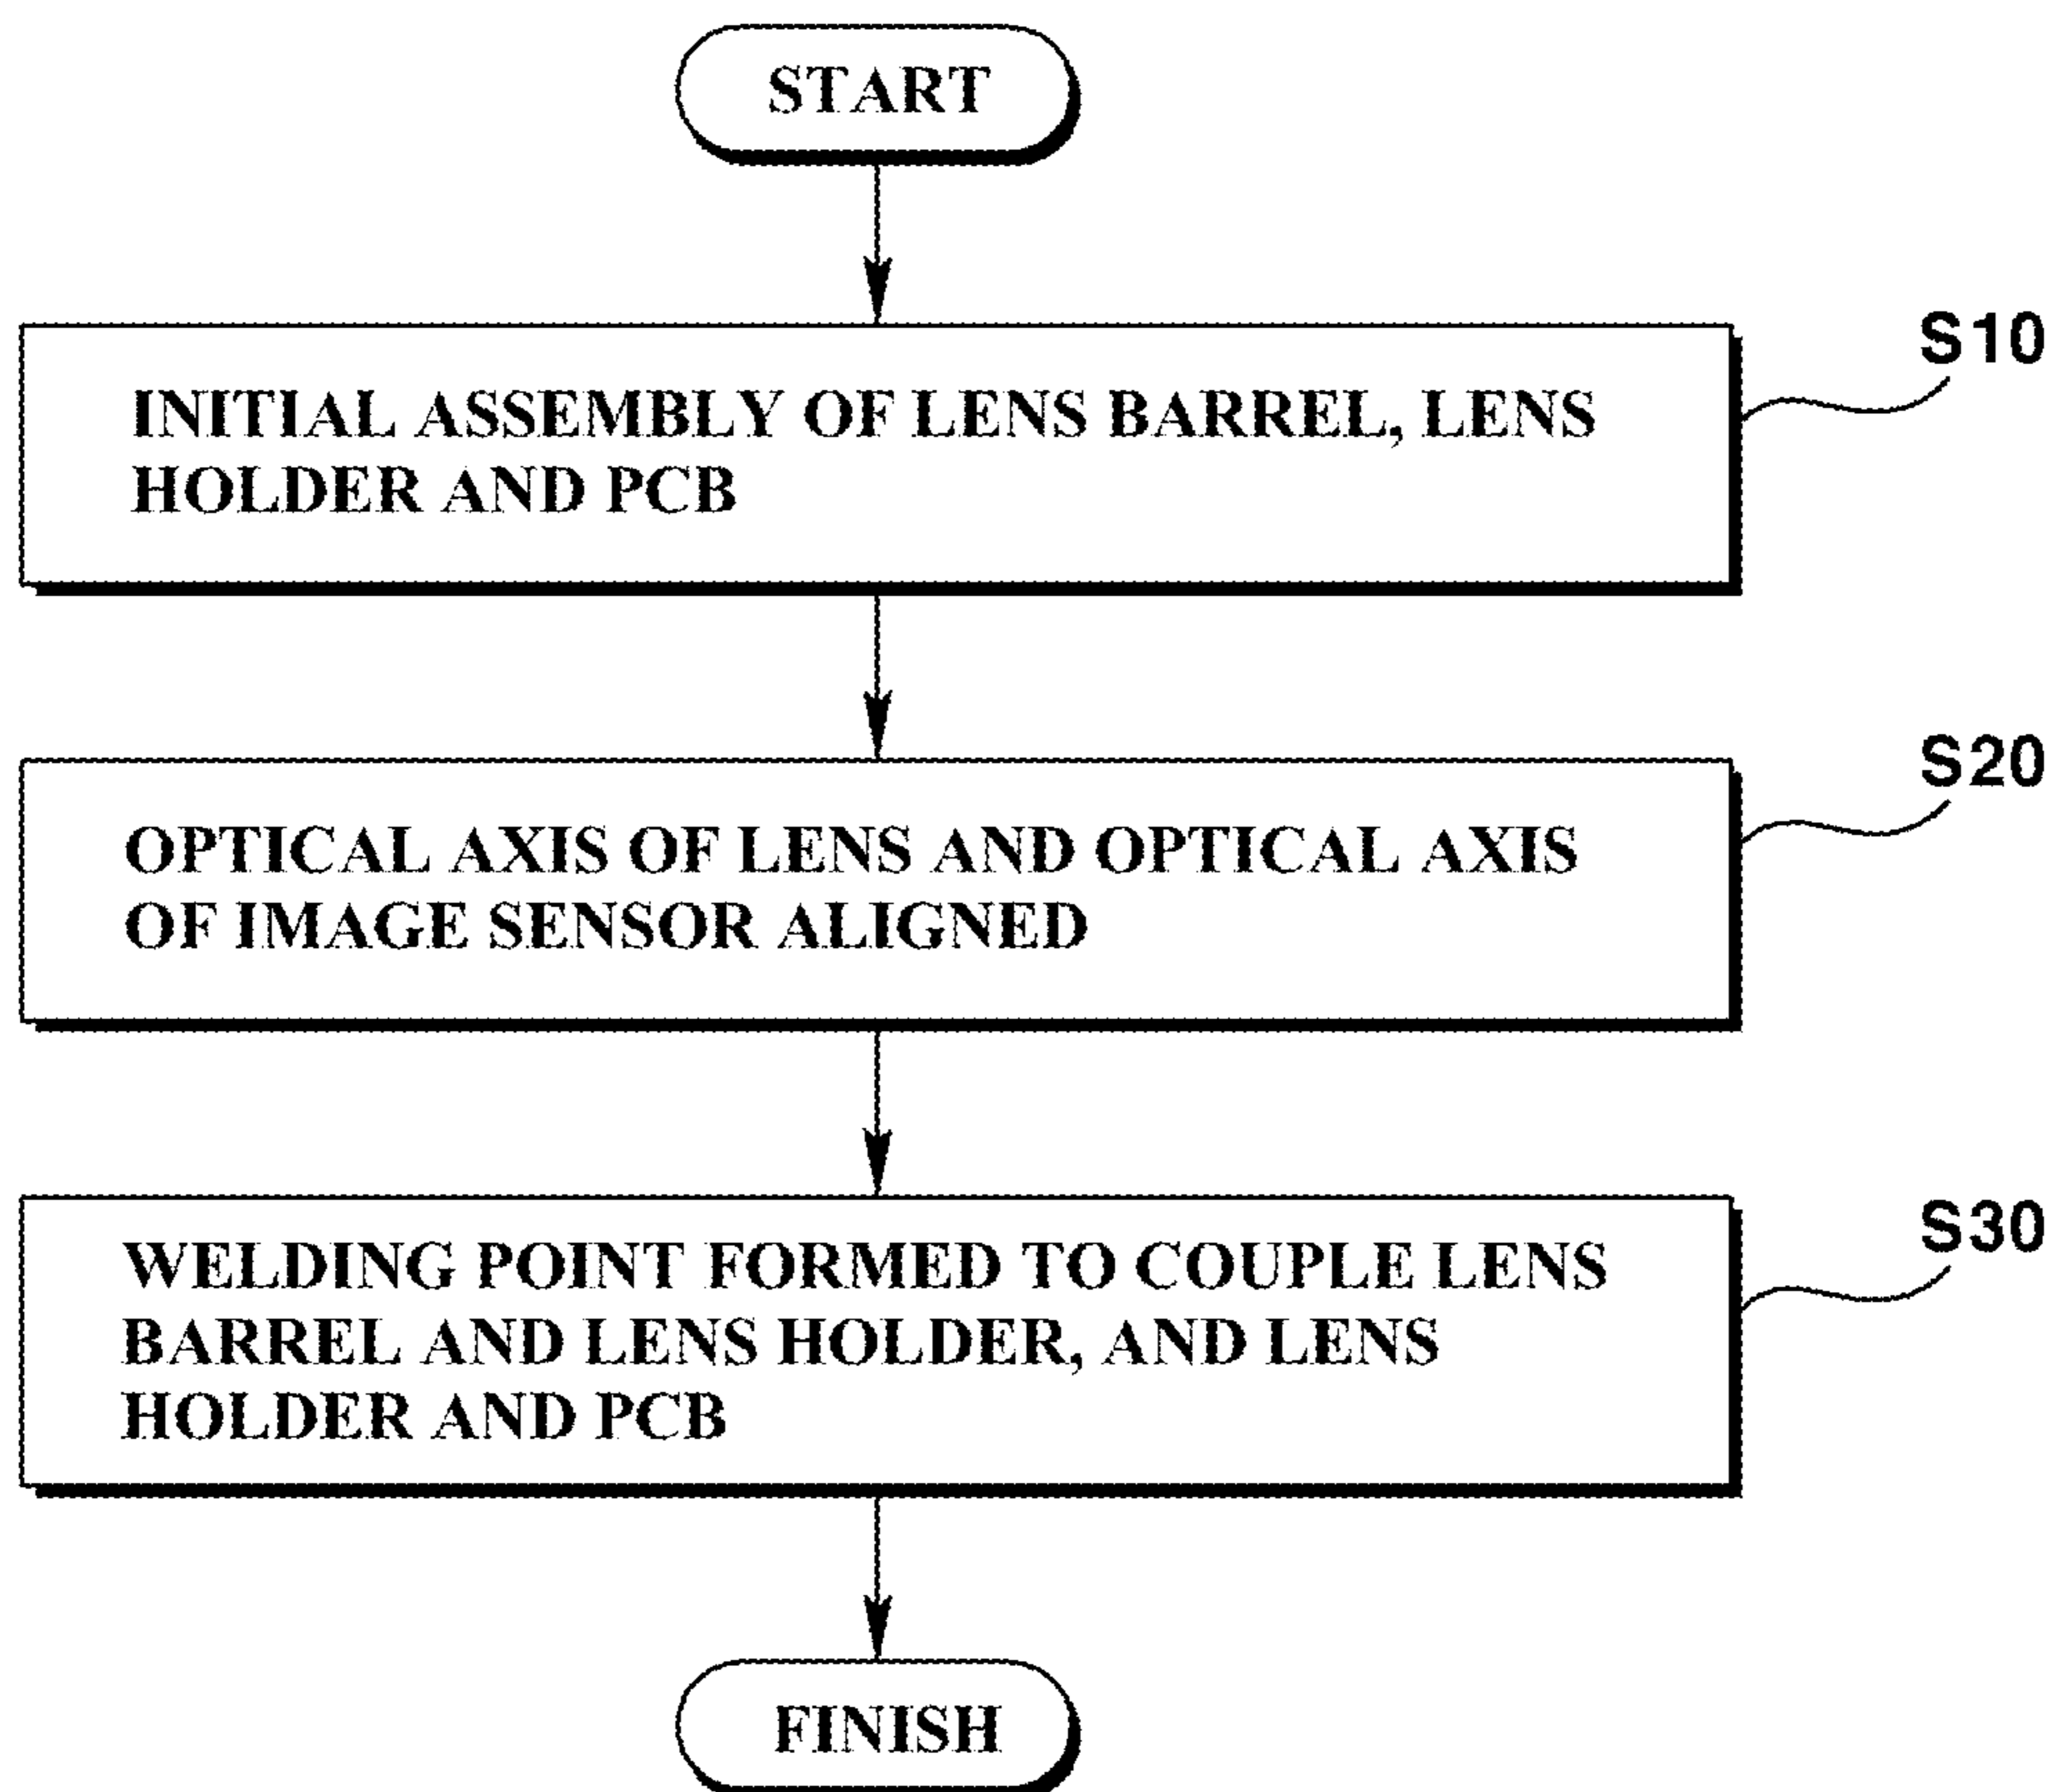 START
S10
INITIAL ASSEMBLY OF LENS BARREL, LENS
HOLDER AND PCB
S20
OPTICAL AXIS OF LENS AND OPTICAL AXIS
OF IMAGE SENSOR ALIGNED
S30
WELDING POINT FORMED TO COUPLE LENS
BARREL AND LENS HOLDER, AND LENS
HOLDER AND PCB
FINISH